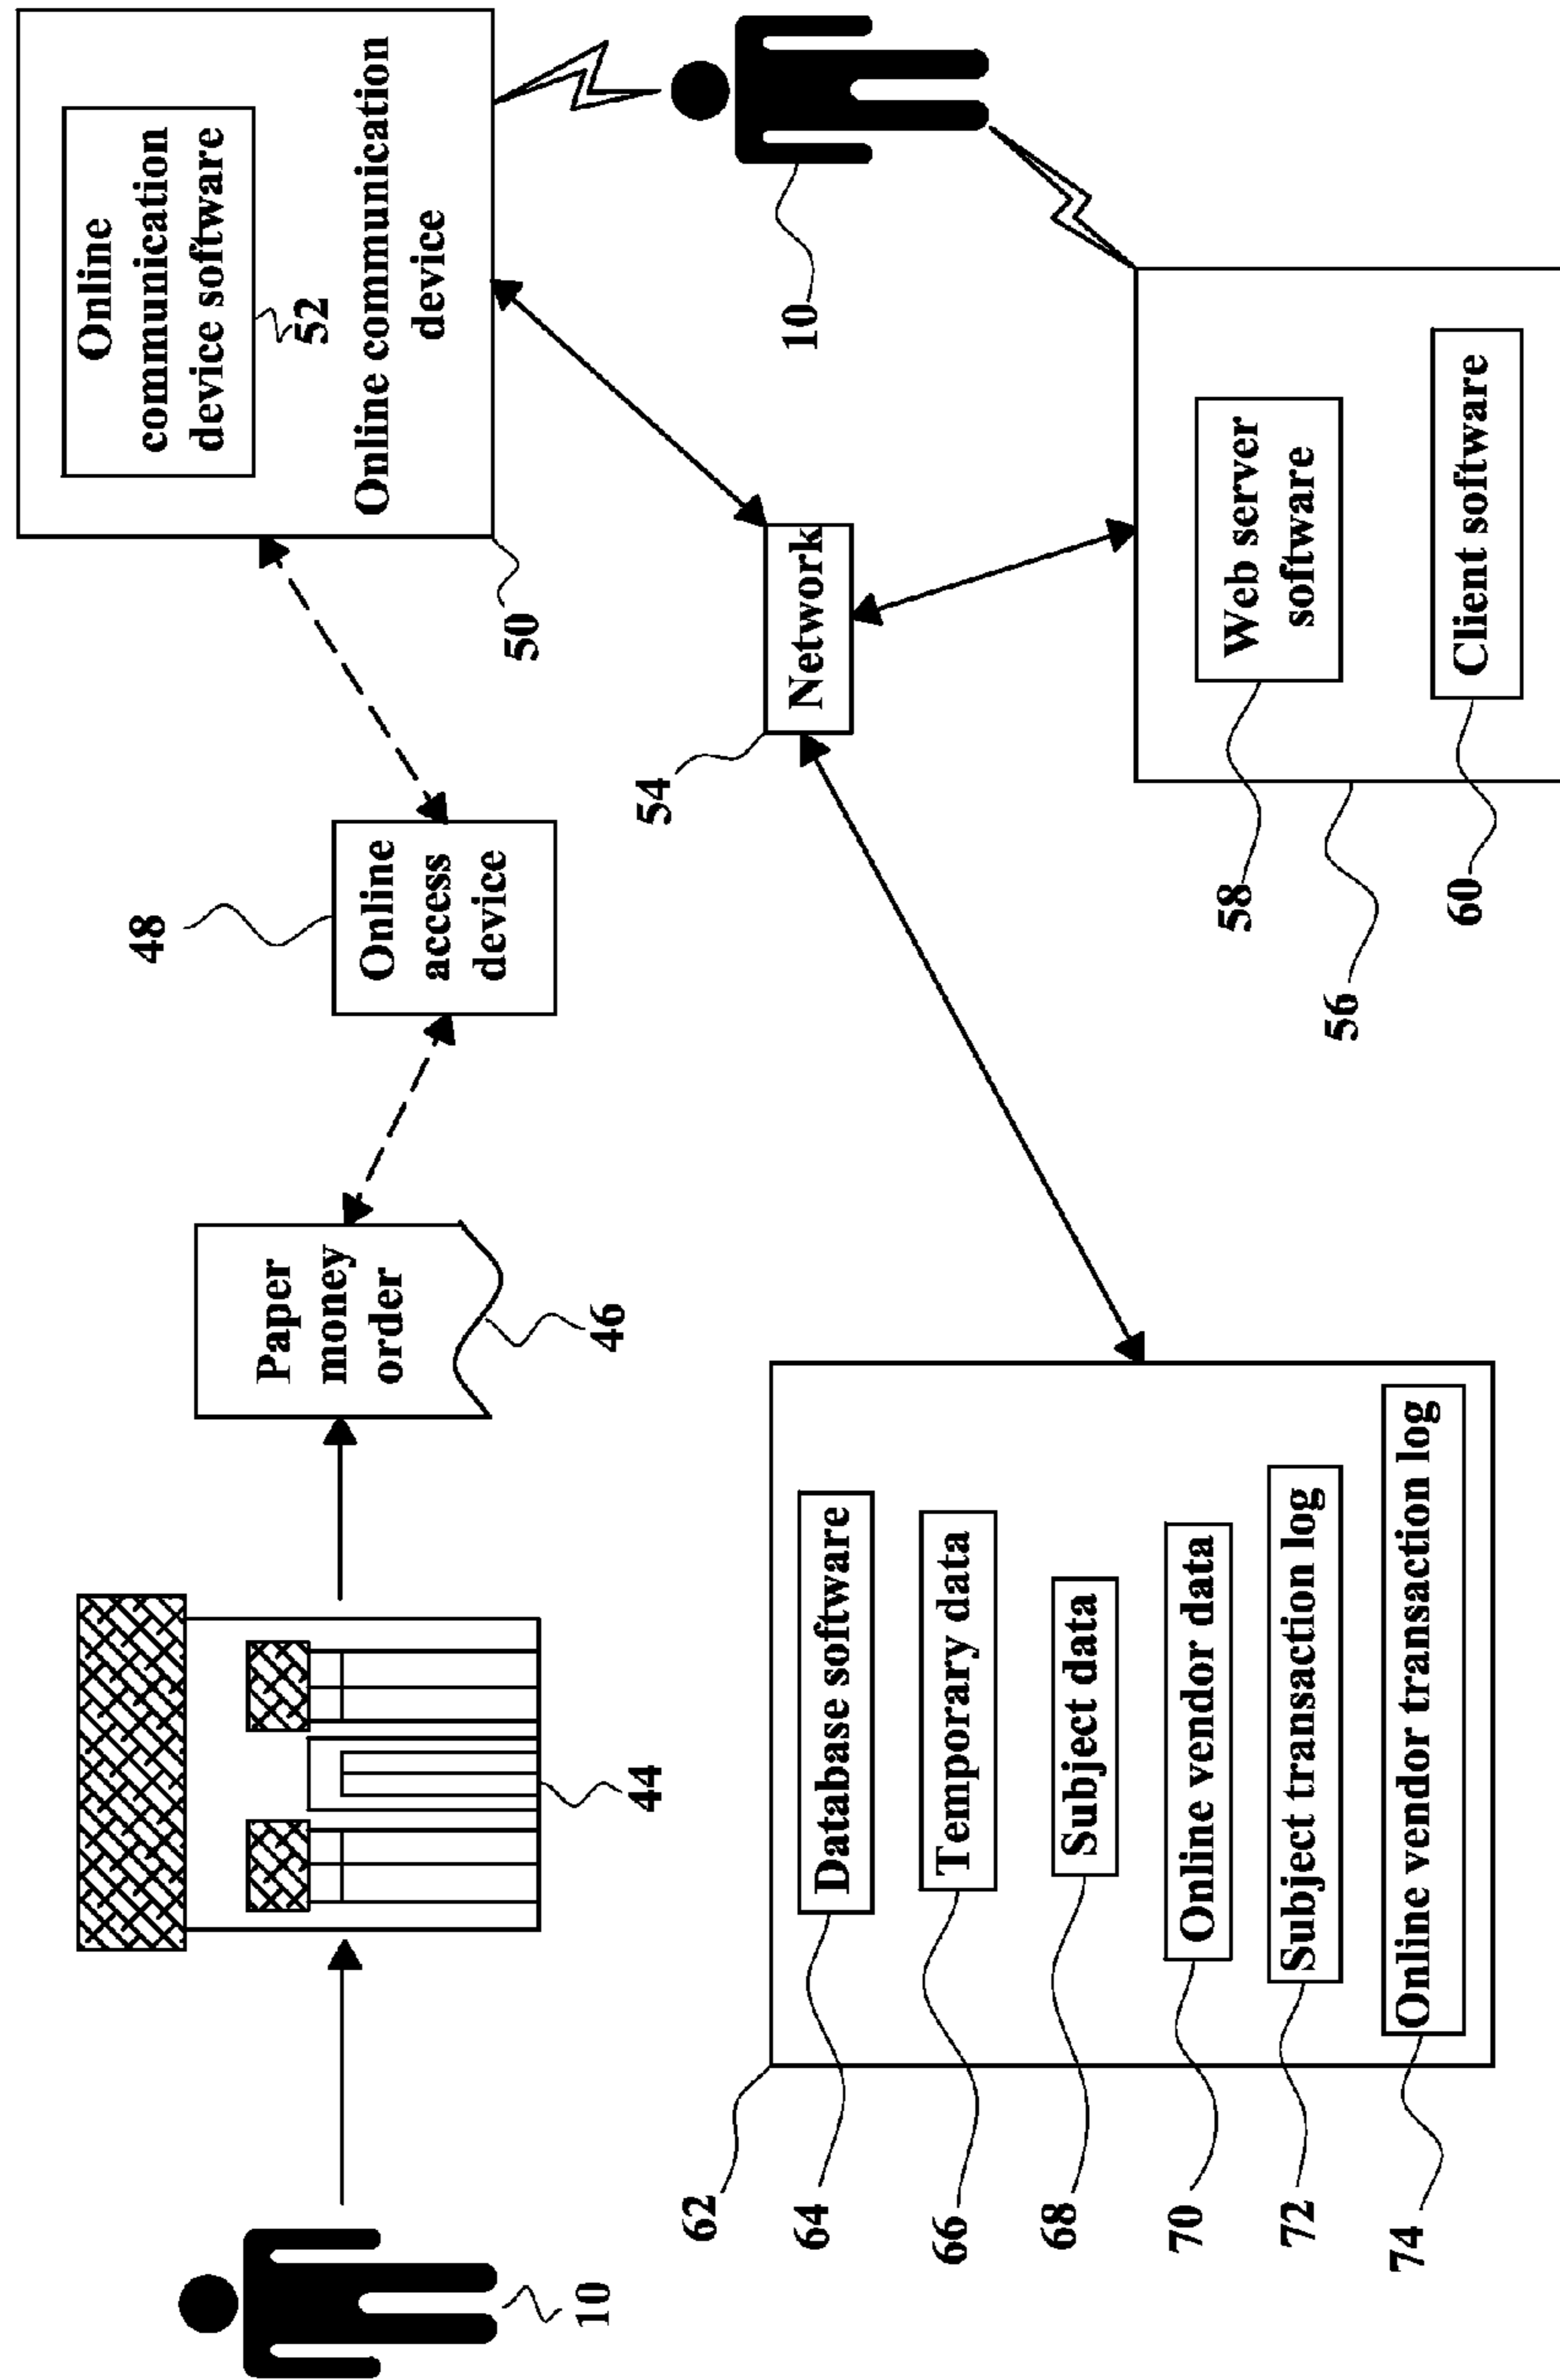 10
44
Paper
money
order
46
48
Online
access
device
Online
communication
device software
52
Online communication
device
50
10
54
Network
62
64
Database software
66
Temporary data
68
Subject data
70
Online vendor data
72
Subject transaction log
74
Online vendor transaction log
Web server
software
58
Client software
60
56